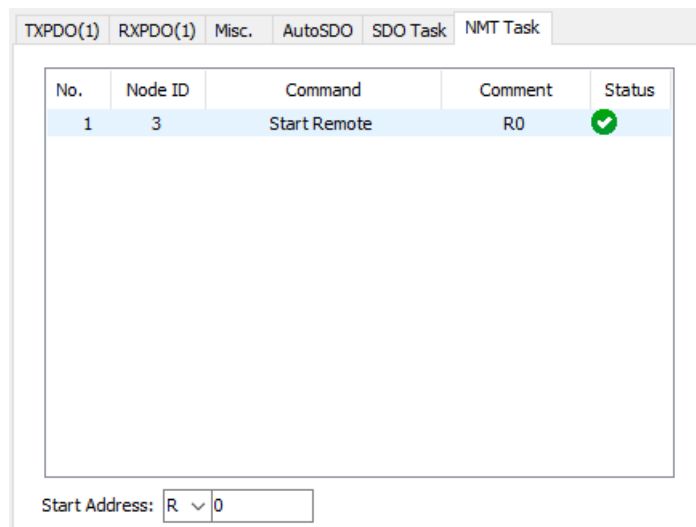 TXPDO(1) RXPDO(1) Misc. AutoSDO SDO Task NMT Task
No. Node ID Command Comment Status
1 3 Start Remote R0
Start Address: R 0